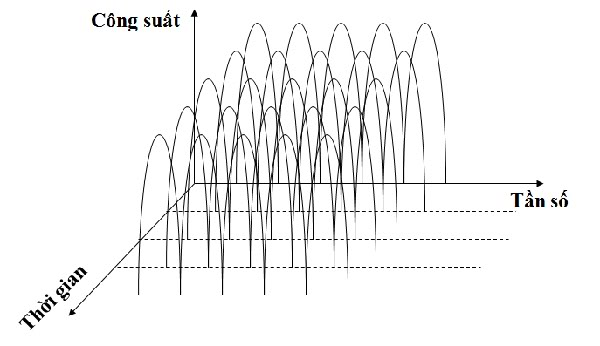 Công suất
Tần số
Thời gian